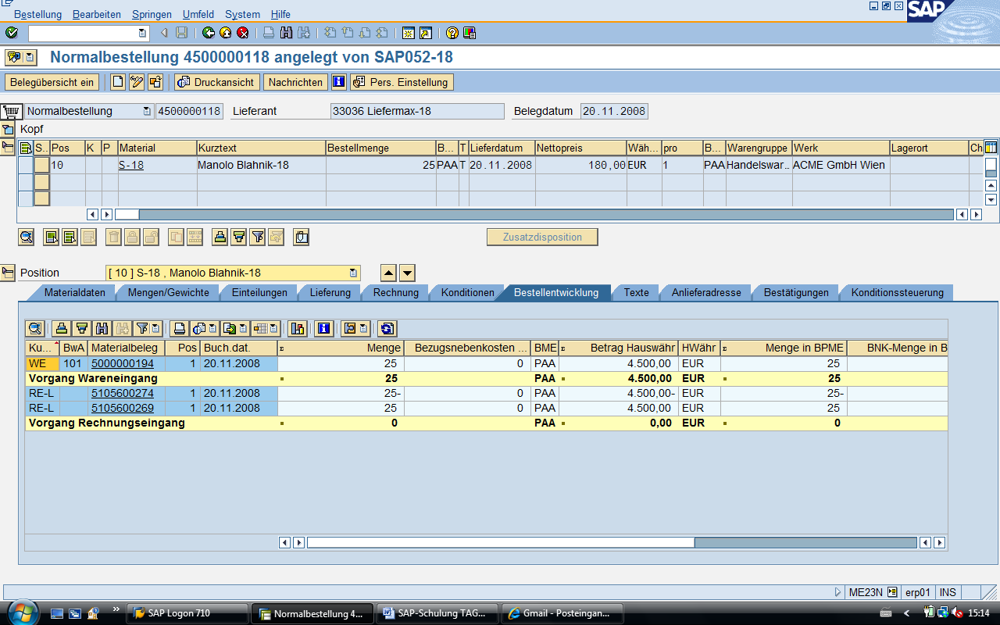 Bestellung Bearbeiten Springen Umfeld System Hilfe
SAP
Normalbestellung 4500000118 angelegt von SAP052-18
Belegübersicht ein Druckansicht Nachrichten Pers. Einstellung
Normalbestellung 4500000118 Lieferant 33036 Liefermax-18 Belegdatum 20.11.2008
Kopf
S.. Pos K P Material Kurztext Bestellmenge B... T Lieferdatum Nettopreis Wäh... pro B... Warengruppe Werk Lagerort Ch
10 S-18 Manolo Blahnik-18 25 PAA T 20.11.2008 180,00 EUR 1 PAA Handelswar... ACME GmbH Wien
Zusatzdisposition
Position [ 10 ] S-18 , Manolo Blahnik-18
Materialdaten Mengen/Gewichte Einteilungen Lieferung Rechnung Konditionen Bestellentwicklung Texte Anlieferadresse Bestätigungen Konditionssteuerung
Ku... BwA Materialbeleg Pos Buch.dat. Σ Menge Bezugsnebenkosten ... BME Σ Betrag Hauswähr HWähr Σ Menge in BPME BNK-Menge in B
WE 101 5000000194 1 20.11.2008 25 0 PAA 4.500,00 EUR 25
Vorgang Wareneingang ▪ 25 PAA ▪ 4.500,00 EUR ▪ 25
RE-L 5105600274 1 20.11.2008 25- 0 PAA 4.500,00- EUR 25-
RE-L 5105600269 1 20.11.2008 25 0 PAA 4.500,00 EUR 25
Vorgang Rechnungseingang ▪ 0 PAA ▪ 0,00 EUR ▪ 0
ME23N erp01 INS
» SAP Logon 710 Normalbestellung 4... SAP-Schulung TAG... Gmail - Posteingan... 15:14